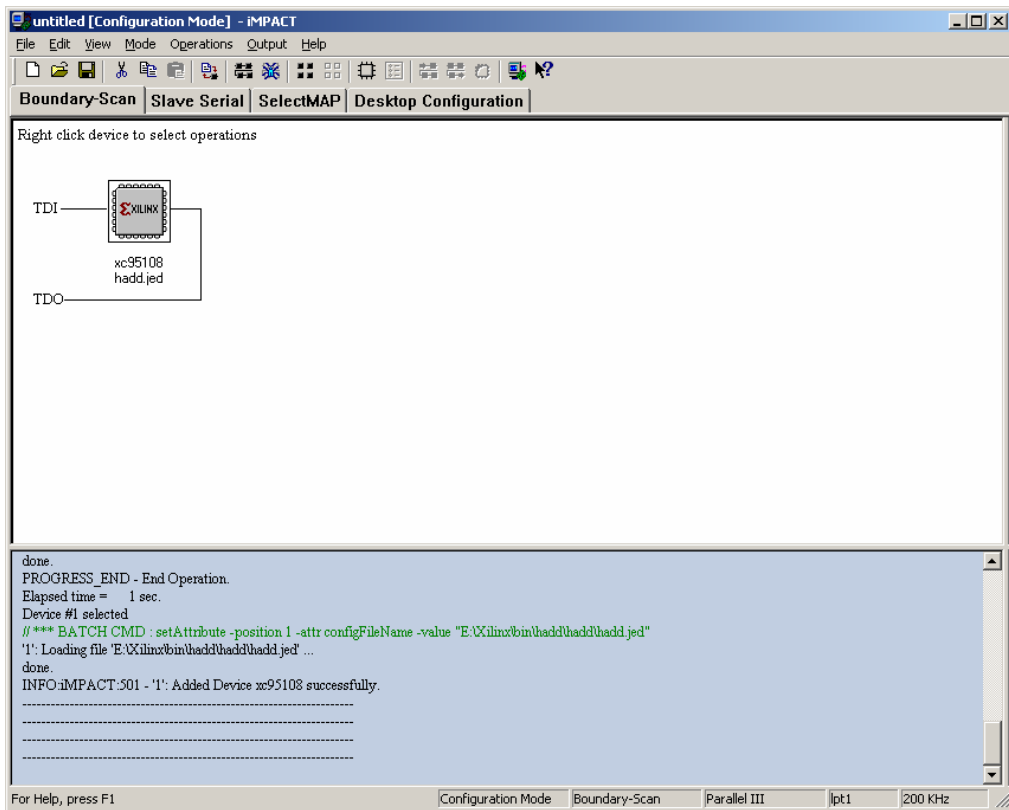 untitled [Configuration Mode] - iMPACT
File Edit View Mode Operations Output Help
Boundary-Scan Slave Serial SelectMAP Desktop Configuration
Right click device to select operations
TDI
XILINX
xc95108
hadd.jed
TDO
done.
PROGRESS_END - End Operation.
Elapsed time = 1 sec.
Device #1 selected
// *** BATCH CMD : setAttribute -position 1 -attr configFileName -value "E:\Xilinx\bin\hadd\hadd\hadd.jed"
'1': Loading file 'E:\Xilinx\bin\hadd\hadd\hadd.jed' ...
done.
INFO:iMPACT:501 - '1': Added Device xc95108 successfully.
----------------------------------------------------------------------
----------------------------------------------------------------------
----------------------------------------------------------------------
----------------------------------------------------------------------
For Help, press F1 Configuration Mode Boundary-Scan Parallel III lpt1 200 KHz